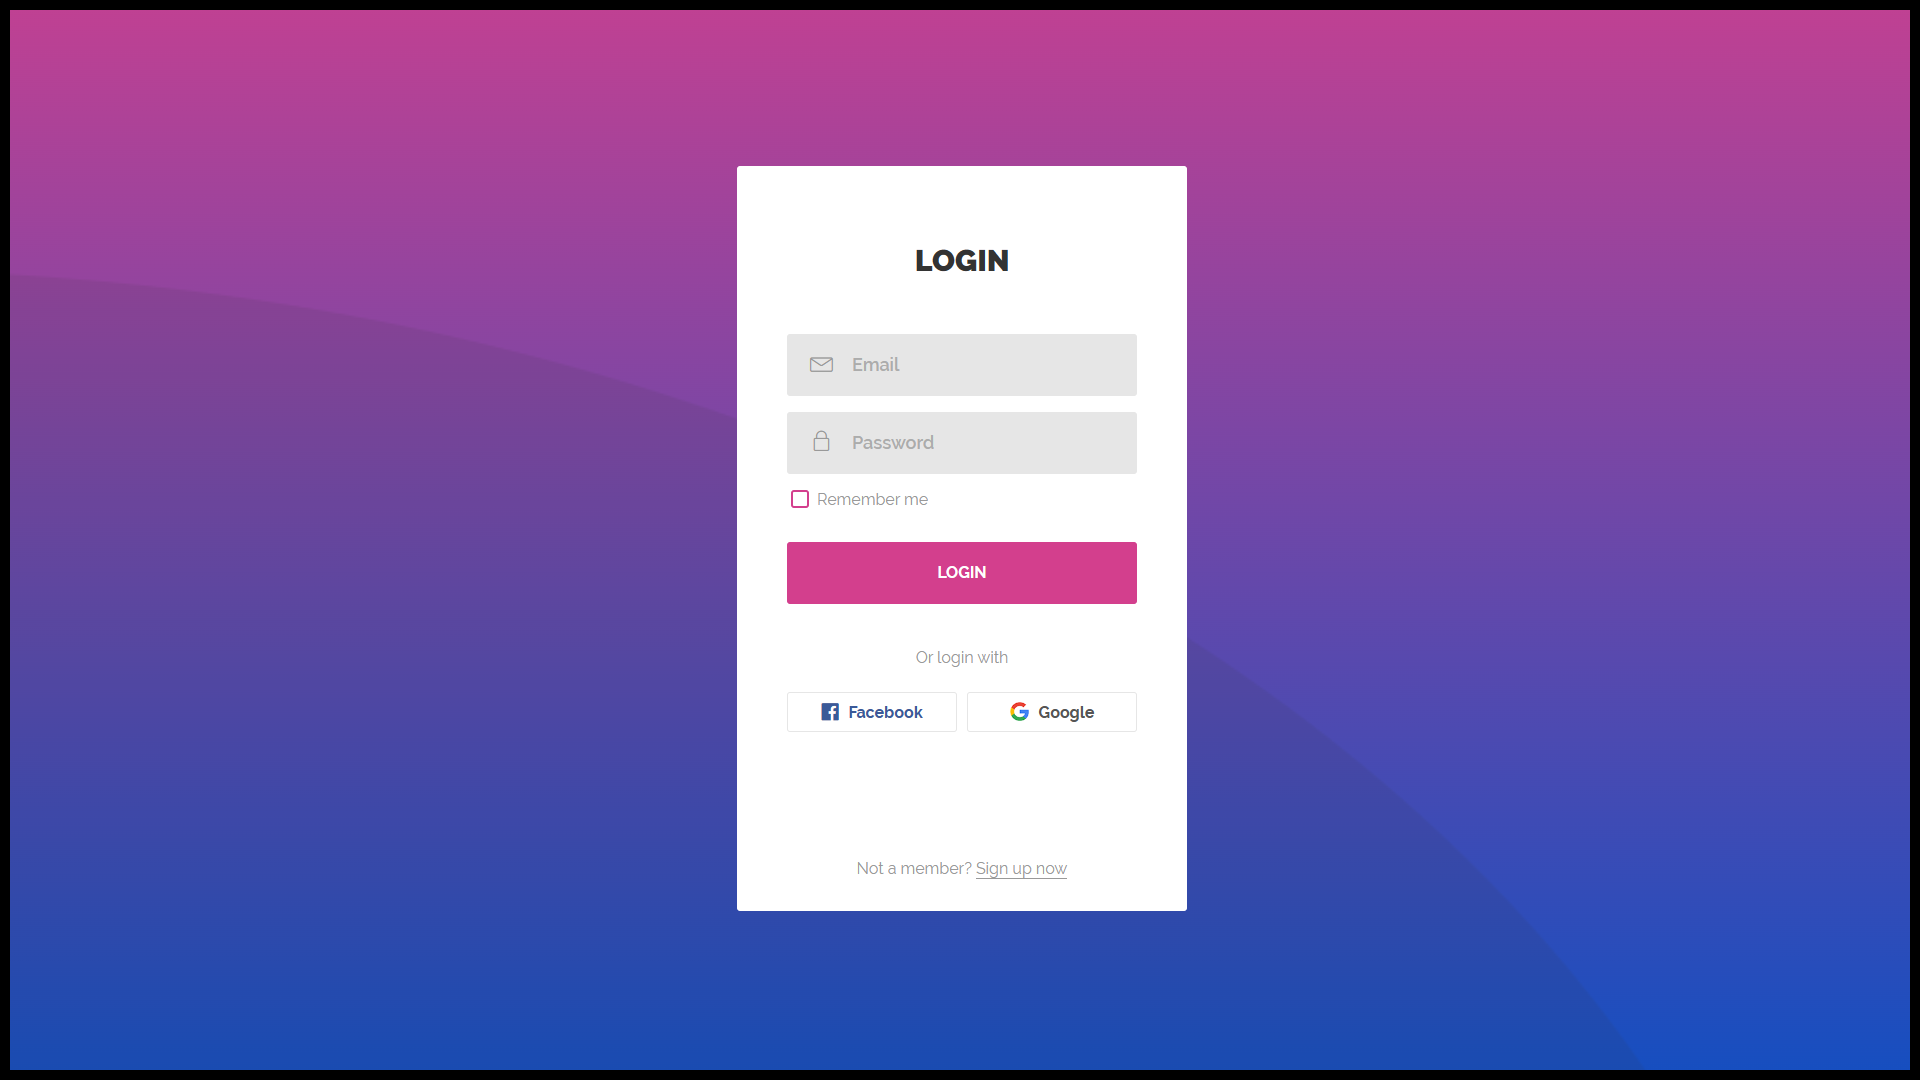 LOGIN
Email
Password
Remember me
LOGIN
Or login with
Facebook Google
Not a member? Sign up now